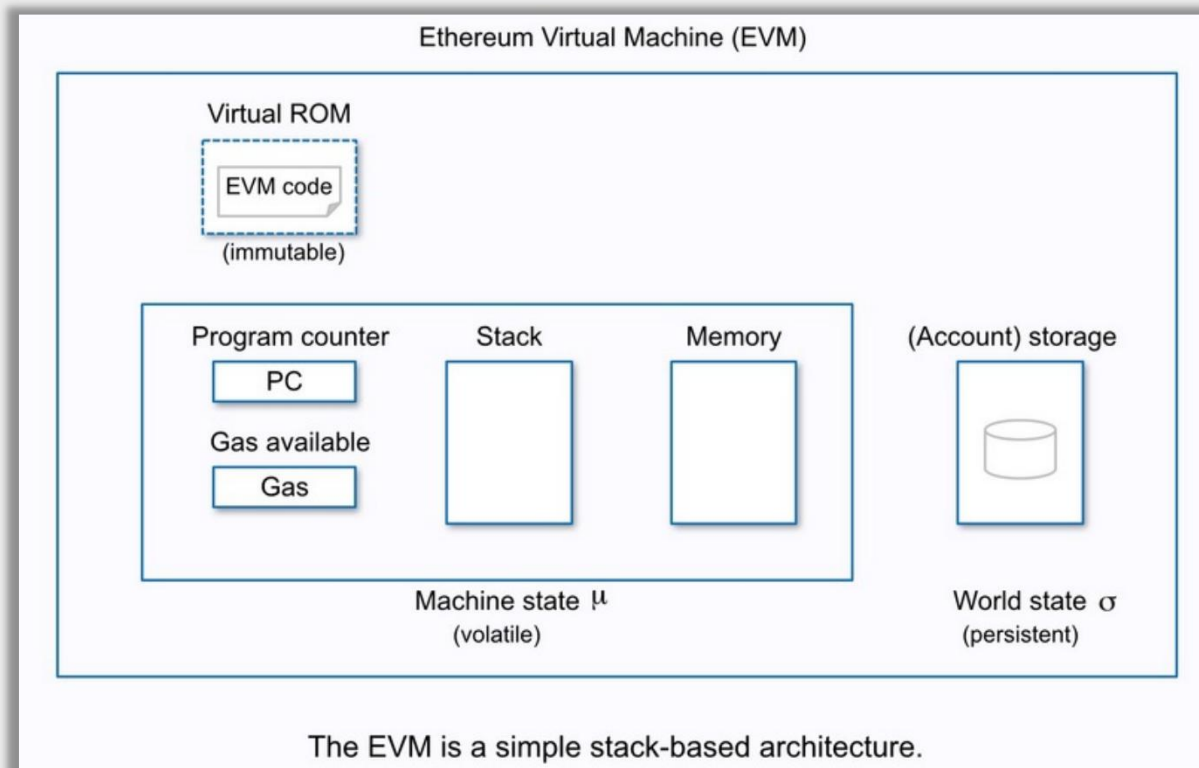 Ethereum Virtual Machine (EVM)
Virtual ROM
EVM code
(immutable)
Program counter
PC
Gas available
Gas
Stack
Memory
(Account) storage
Machine state μ
(volatile)
World state σ
(persistent)
The EVM is a simple stack-based architecture.